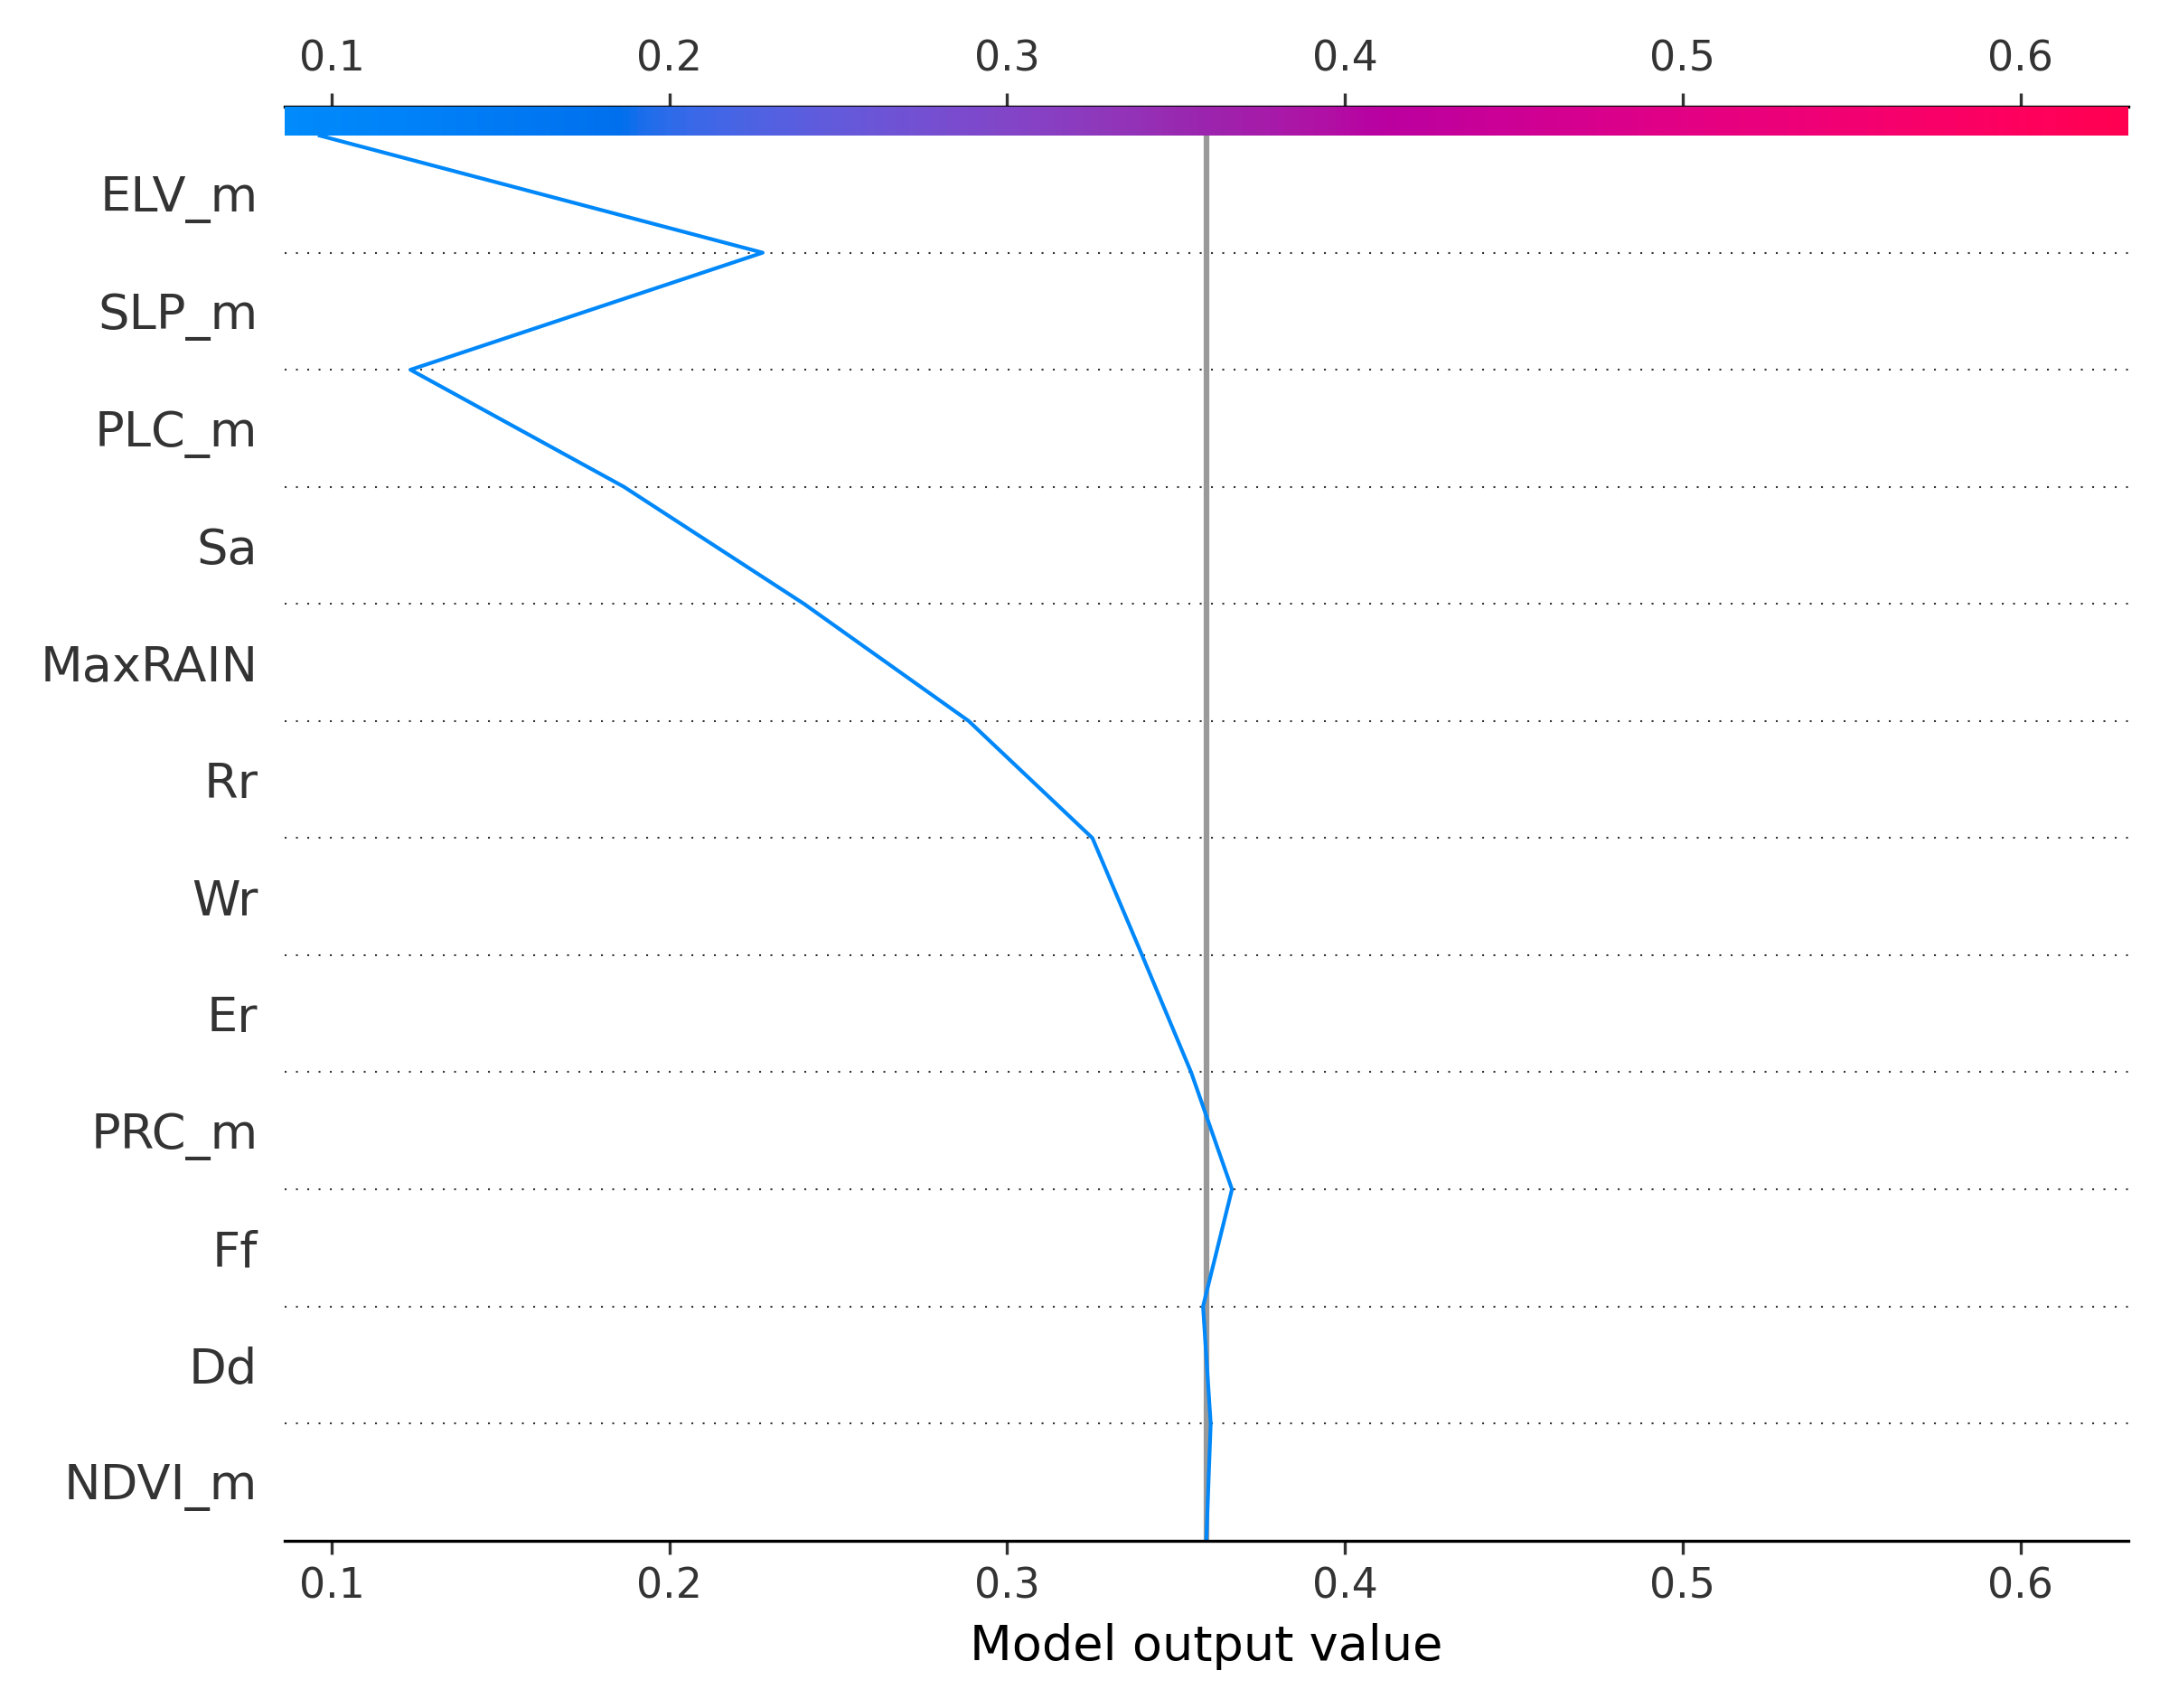 0.1 0.2 0.3 0.4 0.5 0.6
ELV_m
SLP_m
PLC_m
Sa
MaxRAIN
Rr
Wr
Er
PRC_m
Ff
Dd
NDVI_m
0.1 0.2 0.3 0.4 0.5 0.6
Model output value